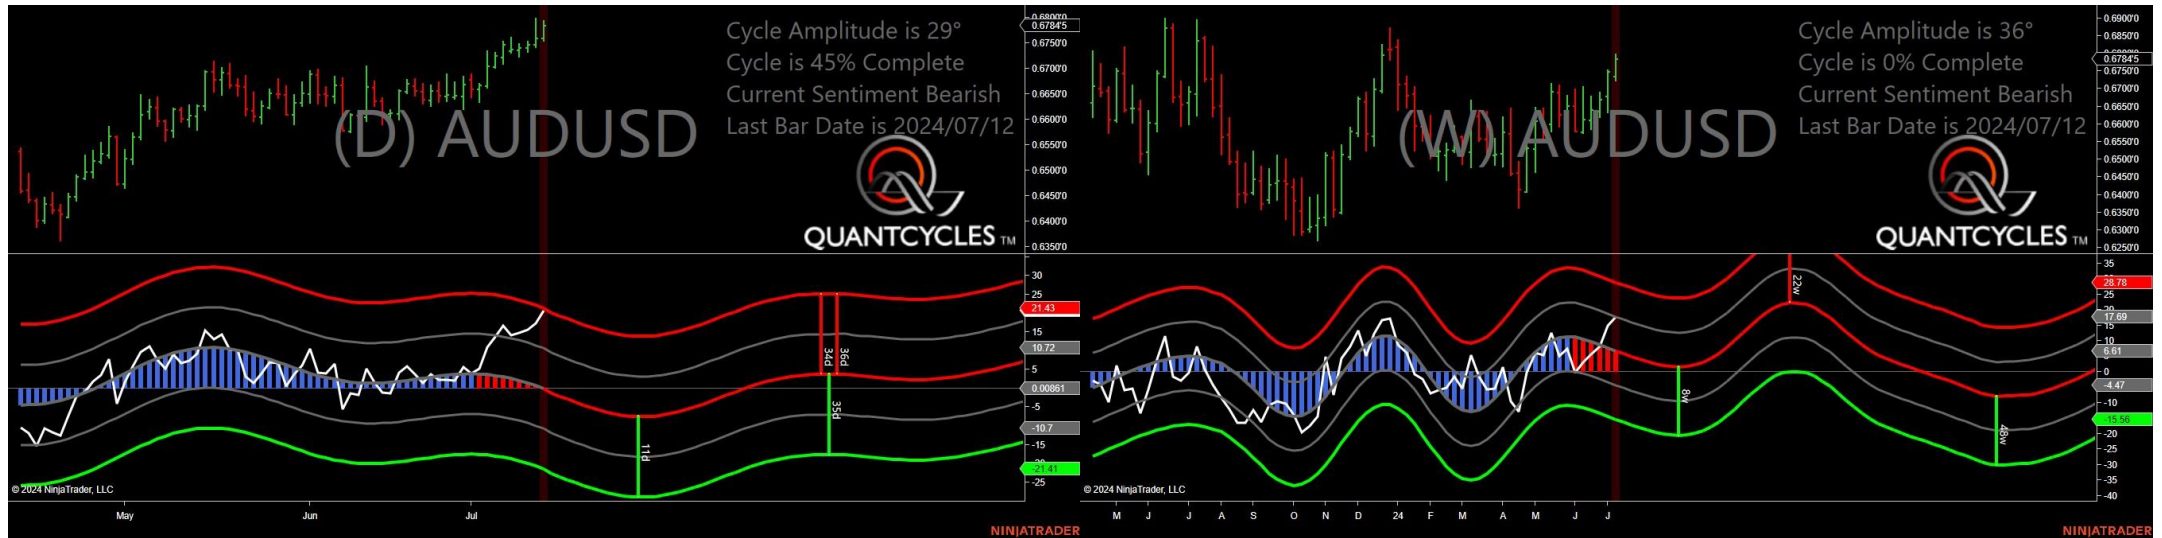 Cycle Amplitude is 29°
Cycle is 45% Complete
Current Sentiment Bearish
Last Bar Date is 2024/07/12
(D) AUDUSD
QUANTCYCLES TM
0.6800'0
0.6784'5
0.6750'0
0.6700'0
0.6650'0
0.6600'0
0.6550'0
0.6500'0
0.6450'0
0.6400'0
0.6350'0
30
25
21.43
15
10.72
5
0.00861
-5
-10.7
-15
-21.41
-25
34d
36d
35d
11d
© 2024 NinjaTrader, LLC
May
Jun
Jul
NINJATRADER
Cycle Amplitude is 36°
Cycle is 0% Complete
Current Sentiment Bearish
Last Bar Date is 2024/07/12
(W) AUDUSD
QUANTCYCLES TM
0.6900'0
0.6850'0
0.6784'5
0.6750'0
0.6700'0
0.6650'0
0.6600'0
0.6550'0
0.6500'0
0.6450'0
0.6400'0
0.6350'0
0.6300'0
0.6250'0
35
28.78
25
17.69
15
10
6.61
0
-4.47
-10
-15.56
-20
-25
-30
-35
-40
22w
8w
48w
© 2024 NinjaTrader, LLC
M
J
J
A
S
O
N
D
24
F
M
A
M
J
J
NINJATRADER